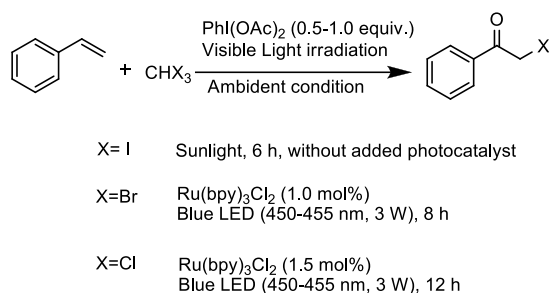 PhI(OAc)2 (0.5-1.0 equiv.)
Visible Light irradiation
+ CHX3
Ambident condition
O
X
X= I Sunlight, 6 h, without added photocatalyst
X=Br Ru(bpy)3Cl2 (1.0 mol%)
Blue LED (450-455 nm, 3 W), 8 h
X=Cl Ru(bpy)3Cl2 (1.5 mol%)
Blue LED (450-455 nm, 3 W), 12 h